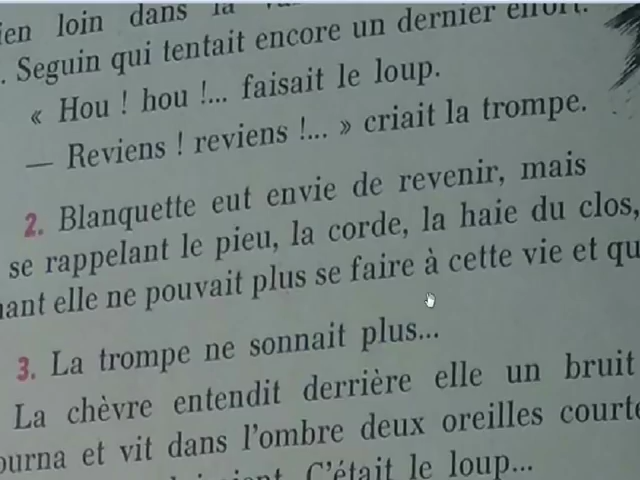 loin dans la
. Seguin qui tentait encore un dernier effort.
« Hou ! hou !... faisait le loup.
— Reviens ! reviens !... » criait la trompe.
2. Blanquette eut envie de revenir, mais
se rappelant le pieu, la corde, la haie du clos,
elle ne pouvait plus se faire à cette vie et
3. La trompe ne sonnait plus...
La chèvre entendit derrière elle un bruit
et vit dans l'ombre deux oreilles
C'était le loup...